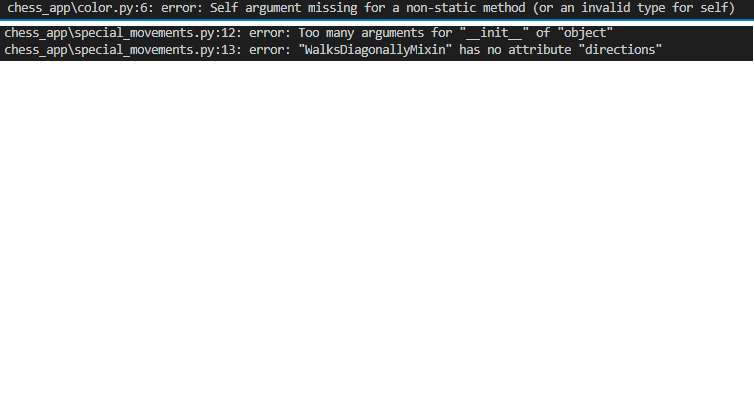 chess_app\color.py:6: error: Self argument missing for a non-static method (or an invalid type for self)
chess_app\special_movements.py:12: error: Too many arguments for "__init__" of "object"
chess_app\special_movements.py:13: error: "WalksDiagonallyMixin" has no attribute "directions"